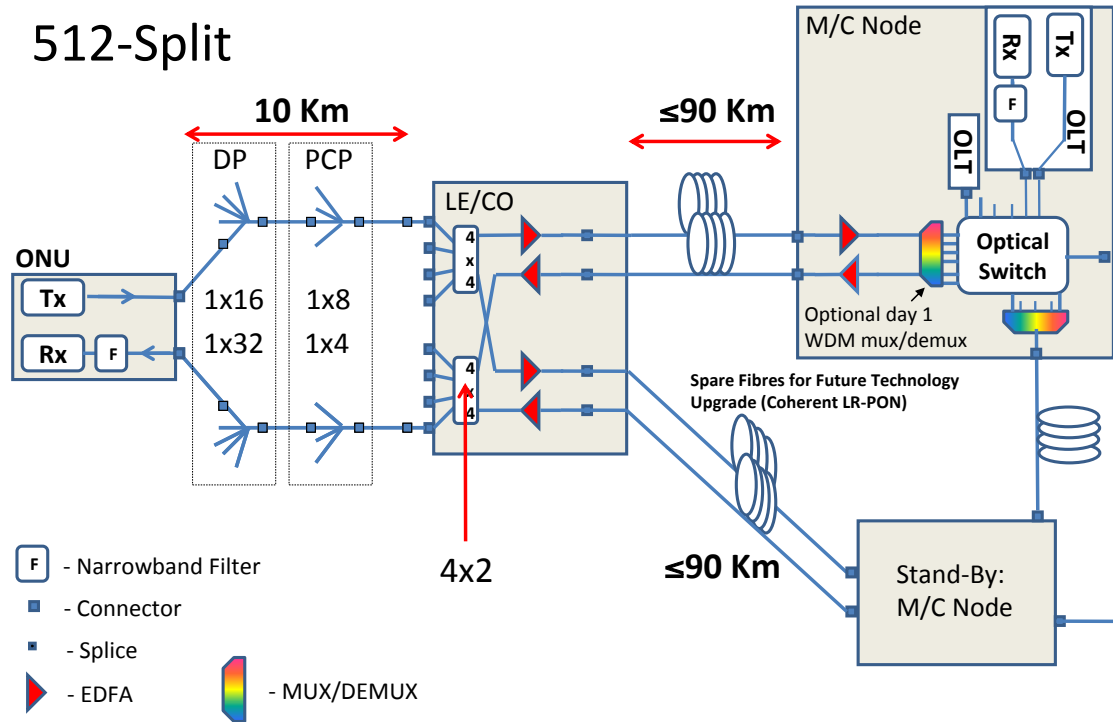 512-Split
10 Km
≤90 Km
M/C Node
Rx
Tx
F
OLT
OLT
DP
PCP
LE/CO
4
x
4
ONU
Tx
Rx
F
1x16
1x32
1x8
1x4
Optical
Switch
Optional day 1
WDM mux/demux
4
x
4
Spare Fibres for Future Technology
Upgrade (Coherent LR-PON)
4x2
≤90 Km
Stand-By:
M/C Node
F - Narrowband Filter
- Connector
- Splice
- EDFA
- MUX/DEMUX